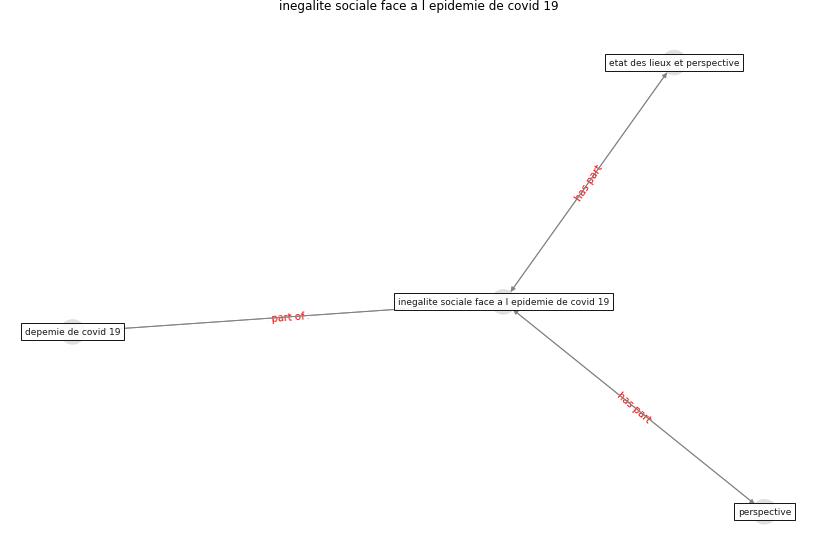 inegalite sociale face a l epidemie de covid 19
etat des lieux et perspective
has part
inegalite sociale face a l epidemie de covid 19
part of
depemie de covid 19
has part
perspective